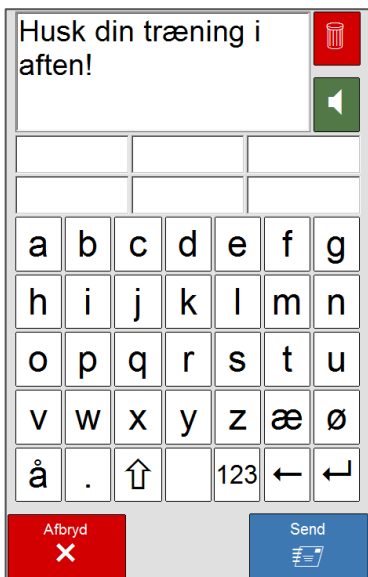 Husk din træning i
aften!
a b c d e f g
h i j k l m n
o p q r s t u
v w x y z æ ø
å . ⇧ 123 ← ↵
Afbryd Send